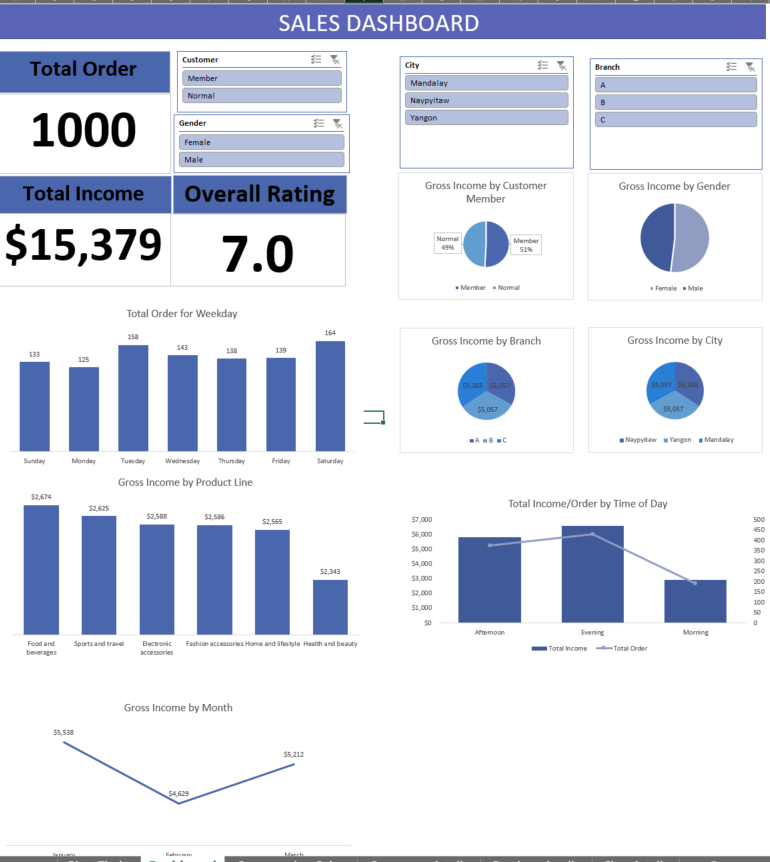 SALES DASHBOARD
Total Order
1000
Customer
Member
Normal
Gender
Female
Male
City
Mandalay
Naypyitaw
Yangon
Branch
A
B
C
Total Income
$15,379
Overall Rating
7.0
Gross Income by Customer
Member
Normal
49%
Member
51%
Member Normal
Gross Income by Gender
Female Male
Total Order for Weekday
133 125 158 143 138 139 164
Sunday Monday Tuesday Wednesday Thursday Friday Saturday
Gross Income by Branch
$5,265 $5,057
$5,057
A B C
Gross Income by City
$5,057 $5,265
$5,057
Naypyitaw Yangon Mandalay
Gross Income by Product Line
$2,674 $2,625 $2,588 $2,586 $2,565 $2,343
Food and
beverages
Sports and travel
Electronic
accessories
Fashion accessories
Home and lifestyle
Health and beauty
Total Income/Order by Time of Day
$7,000
$6,000
$5,000
$4,000
$3,000
$2,000
$1,000
$0
500
450
400
350
300
250
200
150
100
50
0
Afternoon Evening Morning
Total Income Total Order
Gross Income by Month
$5,538
$4,629
$5,212
January February March